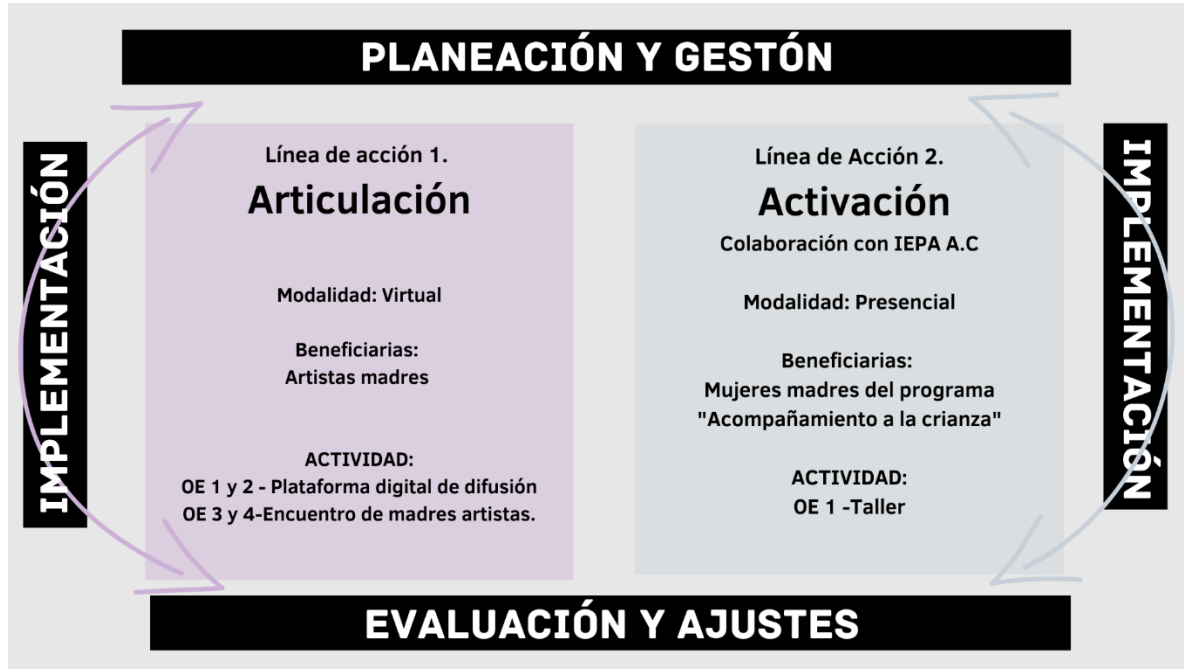 PLANEACIÓN Y GESTÓN
IMPLEMENTACIÓN
Línea de acción 1.
Articulación
Modalidad: Virtual
Beneficiarias:
Artistas madres
ACTIVIDAD:
OE 1 y 2 - Plataforma digital de difusión
OE 3 y 4-Encuentro de madres artistas.
Línea de Acción 2.
Activación
Colaboración con IEPA A.C
Modalidad: Presencial
Beneficiarias:
Mujeres madres del programa
"Acompañamiento a la crianza"
ACTIVIDAD:
OE 1 -Taller
IMPLEMENTACIÓN
EVALUACIÓN Y AJUSTES